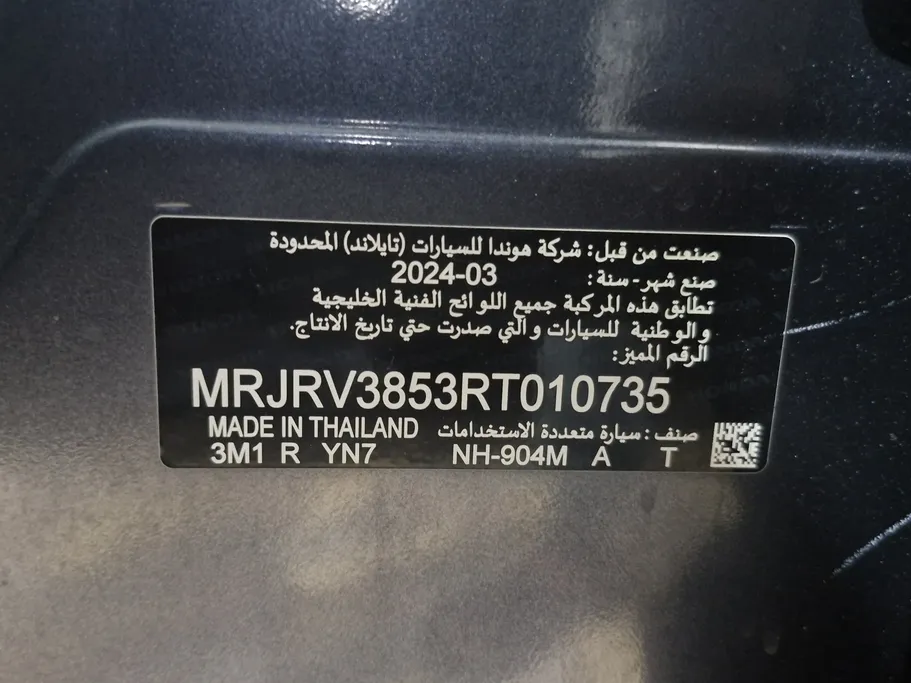 صنعت من قبل: شركة هوندا للسيارات (تايلاند) المحدودة
صنع شهر - سنة: 2024-03
تطابق هذه المركبة جميع اللوائح الفنية الخليجية
والوطنية للسيارات والتي صدرت حتي تاريخ الانتاج.
الرقم المميز:
MRJRV3853RT010735
MADE IN THAILAND صنف: سيارة متعددة الاستخدامات
3M1 R YN7 NH-904M A T